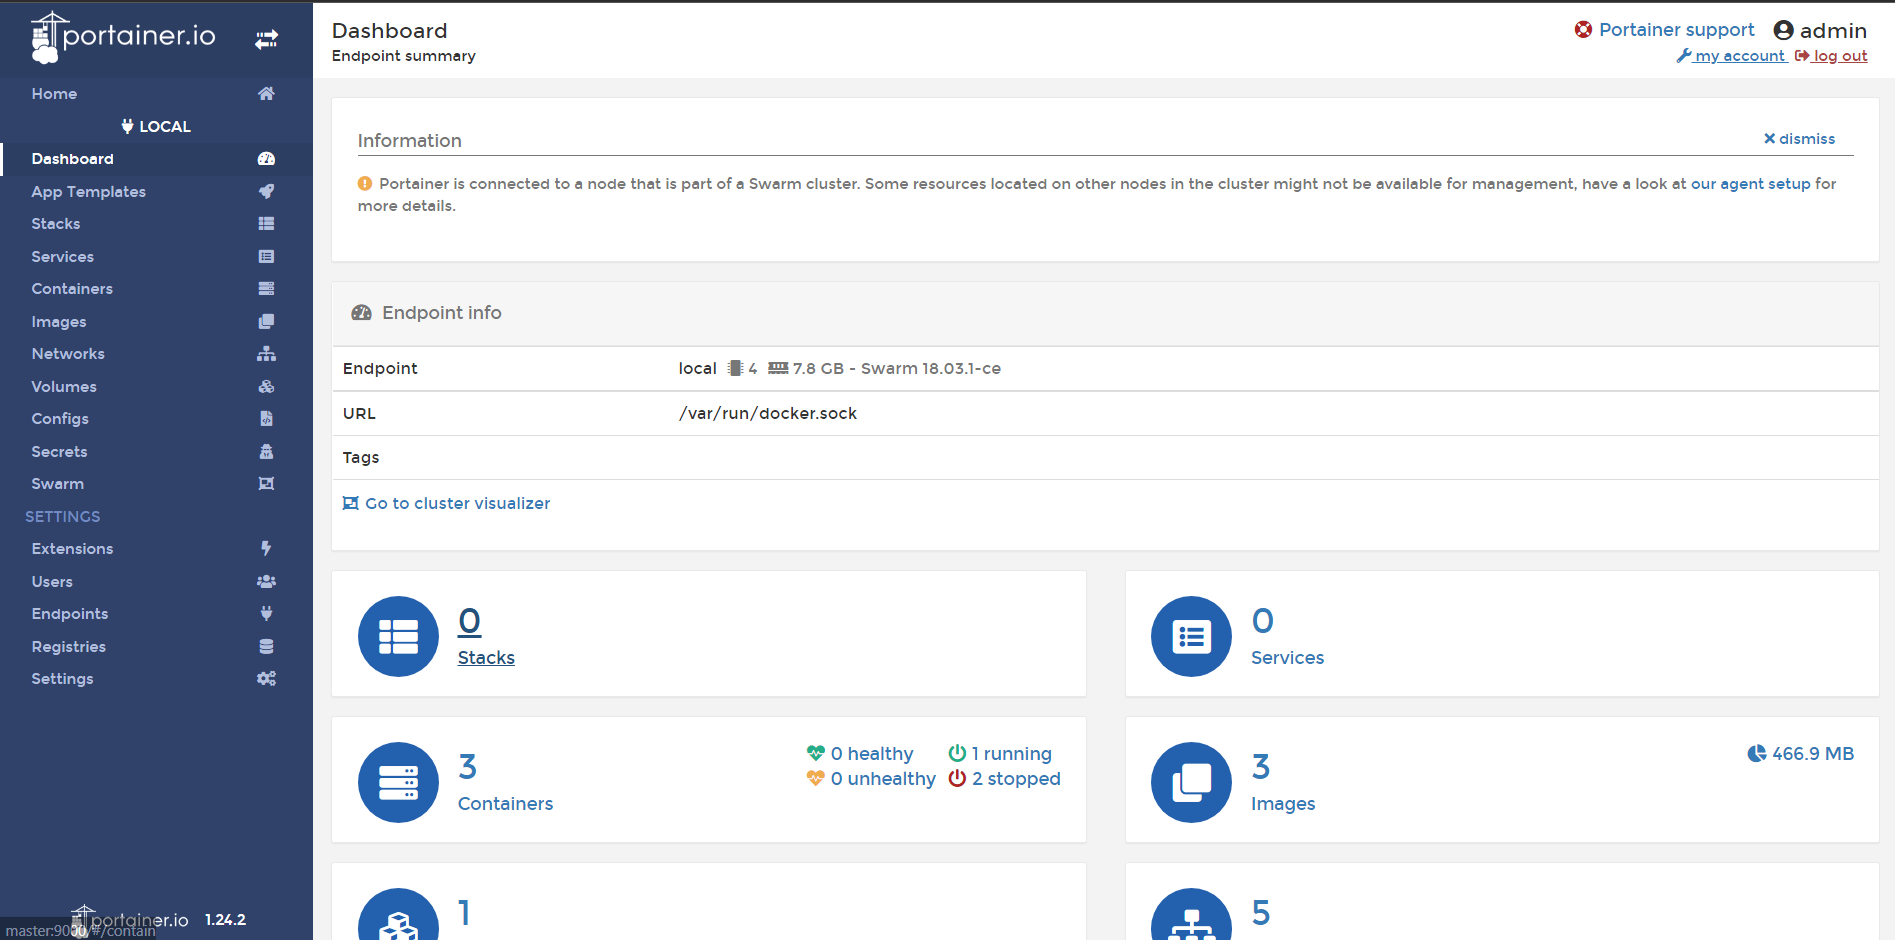 portainer.io
Home
LOCAL
Dashboard
App Templates
Stacks
Services
Containers
Images
Networks
Volumes
Configs
Secrets
Swarm
SETTINGS
Extensions
Users
Endpoints
Registries
Settings
portainer.io 1.24.2
master:9000/#/contain
Dashboard
Endpoint summary
Portainer support admin
my account log out
Information
dismiss
Portainer is connected to a node that is part of a Swarm cluster. Some resources located on other nodes in the cluster might not be available for management, have a look at our agent setup for
more details.
Endpoint info
Endpoint local 4 7.8 GB - Swarm 18.03.1-ce
URL /var/run/docker.sock
Tags
Go to cluster visualizer
0
Stacks
0
Services
3
Containers
0 healthy 1 running
0 unhealthy 2 stopped
3
Images
466.9 MB
1
5